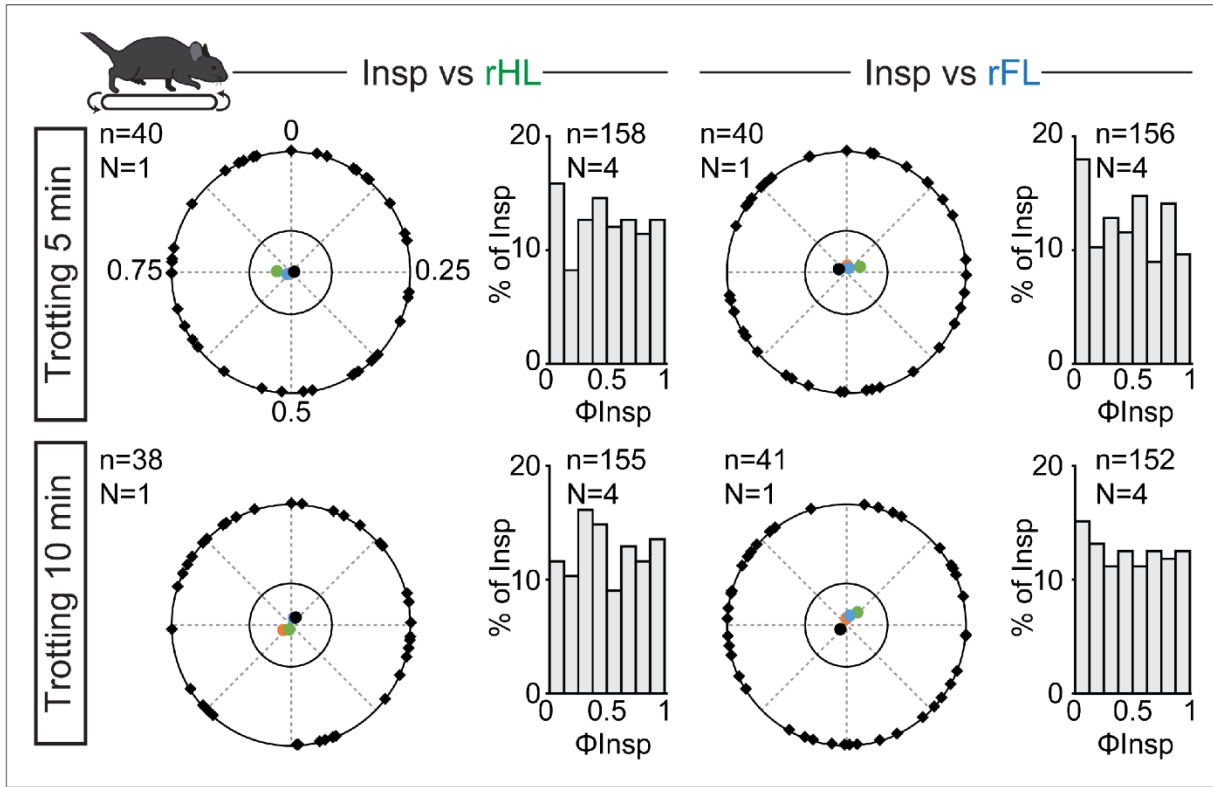 Insp vs rHL
Insp vs rFL
Trotting 5 min
n=40
N=1
0
0.25
0.5
0.75
n=158
N=4
% of Insp
20
10
0
0 0.5 1
ΦInsp
n=40
N=1
n=156
N=4
% of Insp
20
10
0
0 0.5 1
ΦInsp
Trotting 10 min
n=38
N=1
n=155
N=4
% of Insp
20
10
0
0 0.5 1
ΦInsp
n=41
N=1
n=152
N=4
% of Insp
20
10
0
0 0.5 1
ΦInsp